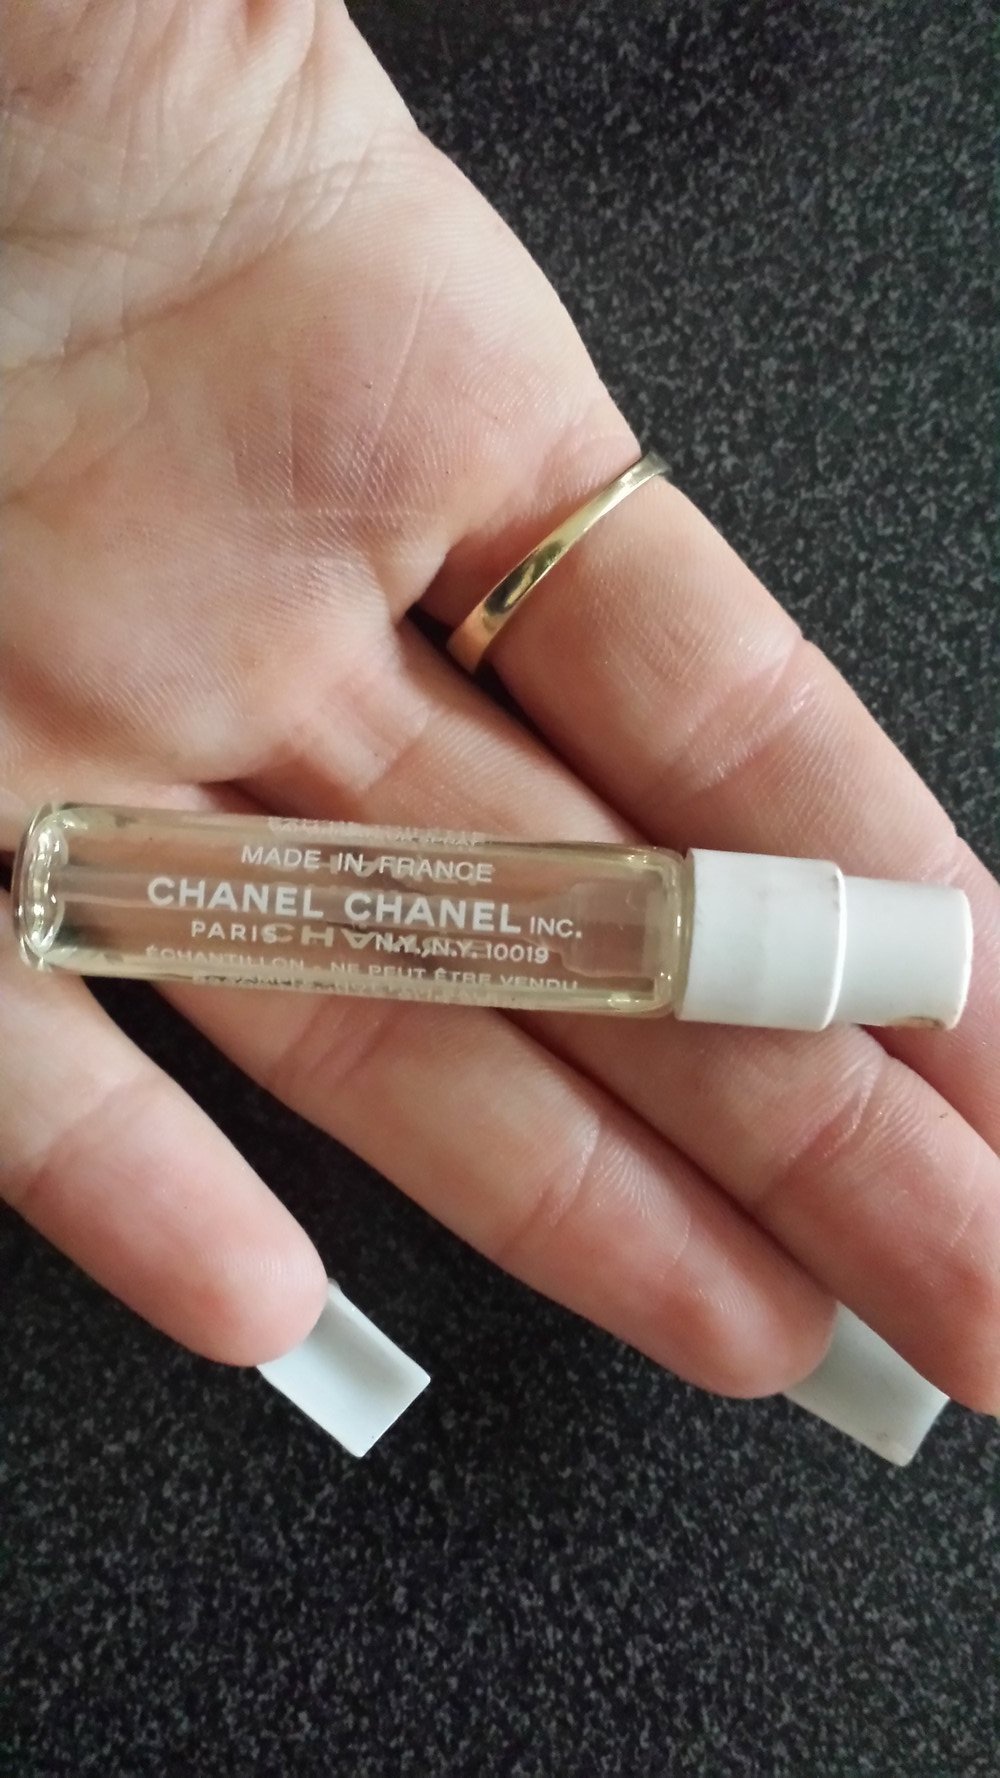 MADE IN FRANCE
CHANEL CHANEL INC.
PARIS N.Y., N.Y. 10019
ÉCHANTILLON - NE PEUT ÊTRE VENDU